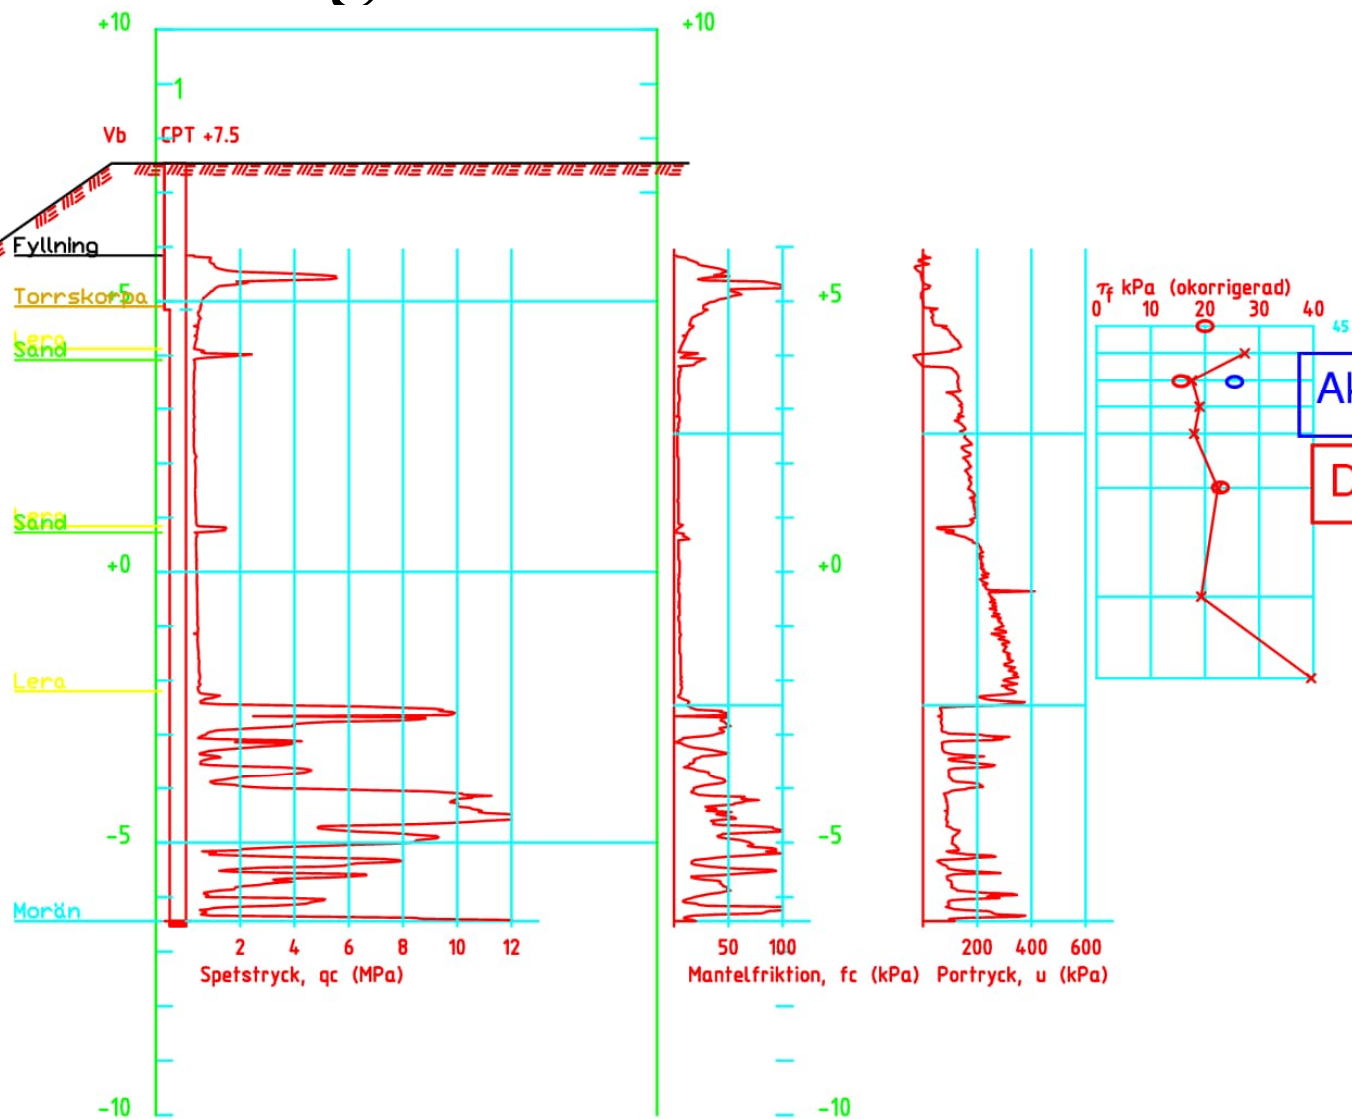 +10
+10
1
Vb CPT +7.5
Fyllning
Torrskorpa
+5
+5
τf kPa (okorrigerad)
0 10 20 30 40
45
Lera
Sand
Lera
Sand
+0
+0
Lera
-5
-5
Morän
2 4 6 8 10 12
50 100
200 400 600
Spetstryck, qc (MPa)
Mantelfriktion, fc (kPa)
Portryck, u (kPa)
-10
-10